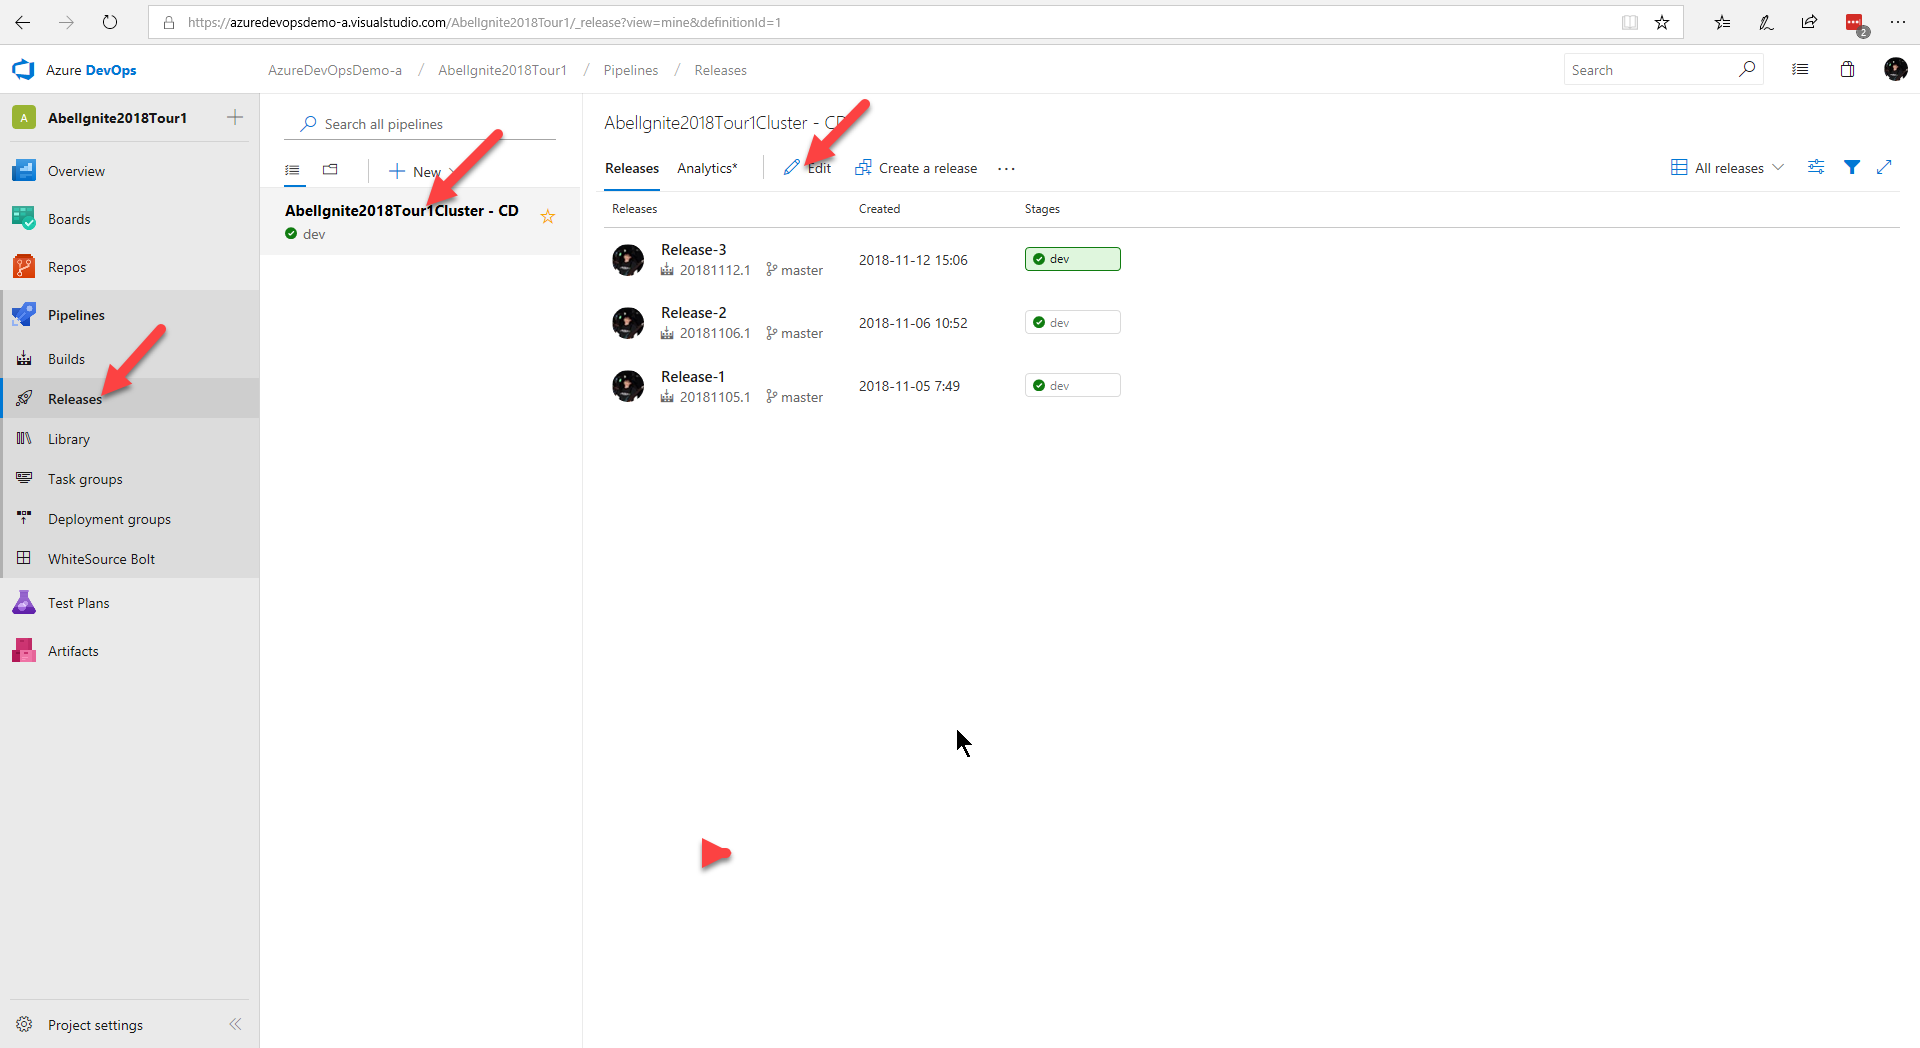 https://azuredevopsdemo-a.visualstudio.com/AbelIgnite2018Tour1/_release?view=mine&definitionId=1
2
Azure DevOps
AzureDevOpsDemo-a / AbelIgnite2018Tour1 / Pipelines / Releases
Search
A
AbelIgnite2018Tour1
Overview
Boards
Repos
Pipelines
Builds
Releases
Library
Task groups
Deployment groups
WhiteSource Bolt
Test Plans
Artifacts
Project settings
Search all pipelines
New
AbelIgnite2018Tour1Cluster - CD
dev
AbelIgnite2018Tour1Cluster - CD
Releases Analytics* Edit Create a release ...
All releases
Releases Created Stages
Release-3
20181112.1 master
2018-11-12 15:06
dev
Release-2
20181106.1 master
2018-11-06 10:52
dev
Release-1
20181105.1 master
2018-11-05 7:49
dev